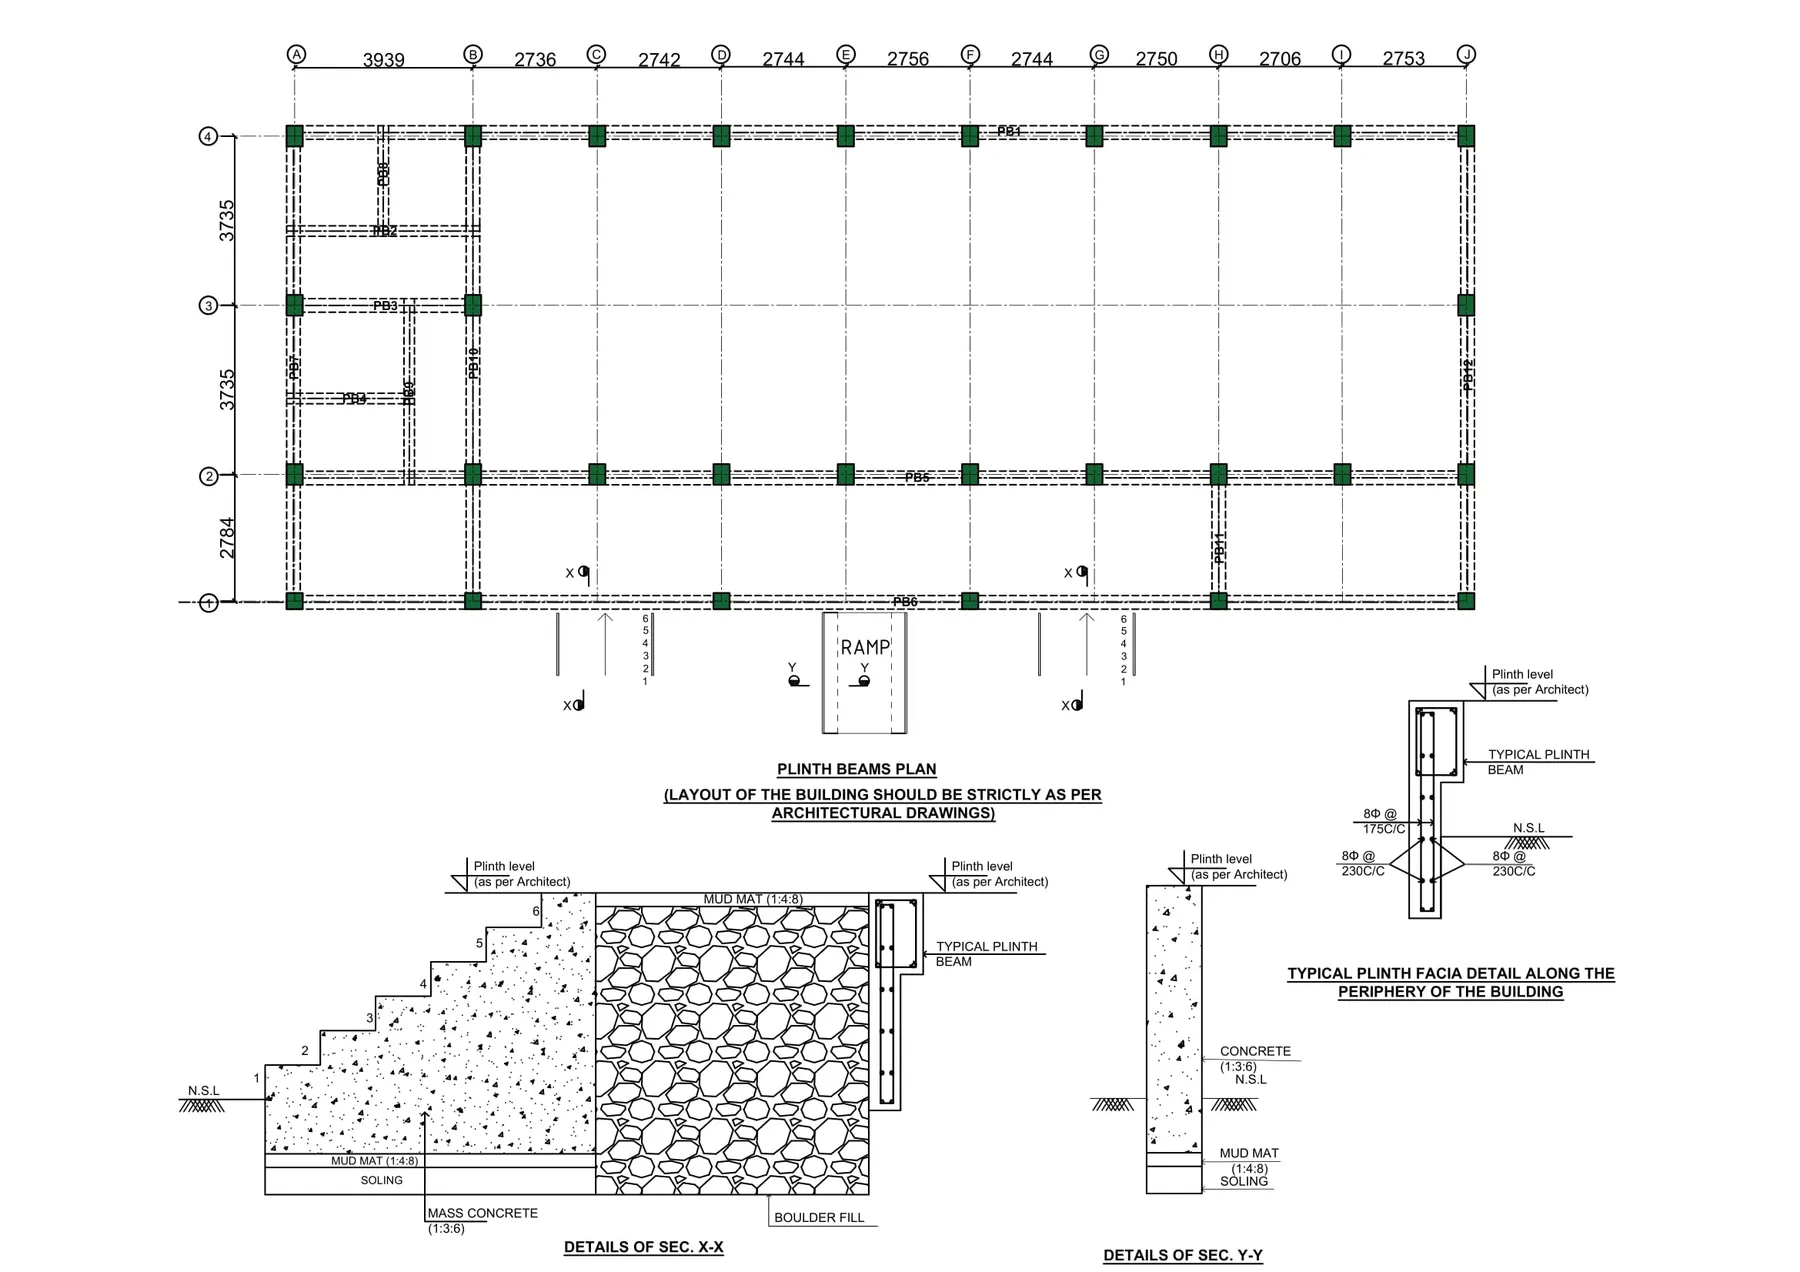 A B C D E F G H I J
3939 2736 2742 2744 2756 2744 2750 2706 2753
4
PB1
PB8
3735
PB2
3
PB3
PB7
PB10
PB12
3735
PB4
PB9
2
PB5
2784
PB11
X X
1
PB6
6 6
5 5
4 4
3 3
2 2
1 1
RAMP
Y Y
X X
PLINTH BEAMS PLAN
(LAYOUT OF THE BUILDING SHOULD BE STRICTLY AS PER
ARCHITECTURAL DRAWINGS)
Plinth level
(as per Architect)
TYPICAL PLINTH
BEAM
8Φ @
175C/C
N.S.L
8Φ @
230C/C
8Φ @
230C/C
TYPICAL PLINTH FACIA DETAIL ALONG THE
PERIPHERY OF THE BUILDING
Plinth level
(as per Architect)
Plinth level
(as per Architect)
MUD MAT (1:4:8)
6
5
4
3
2
1
TYPICAL PLINTH
BEAM
N.S.L
MUD MAT (1:4:8)
SOLING
MASS CONCRETE
(1:3:6)
BOULDER FILL
DETAILS OF SEC. X-X
Plinth level
(as per Architect)
CONCRETE
(1:3:6)
N.S.L
MUD MAT
(1:4:8)
SOLING
DETAILS OF SEC. Y-Y